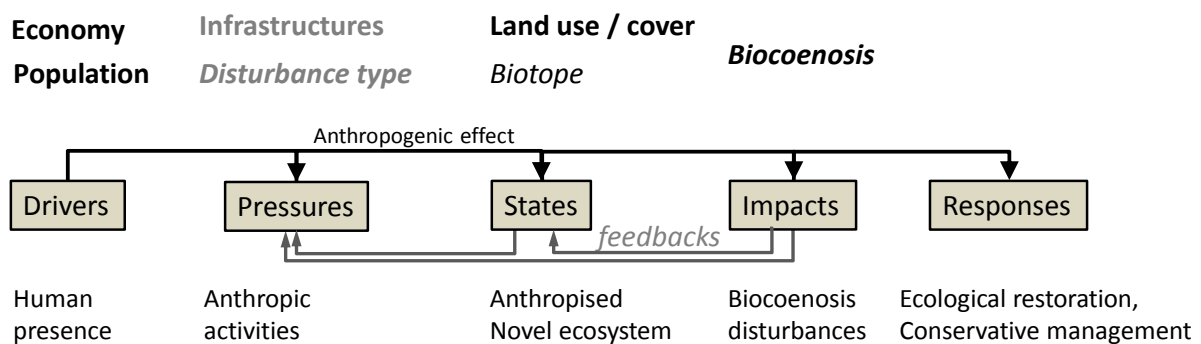 Economy Infrastructures Land use / cover
Biocoenosis
Population Disturbance type Biotope
Anthropogenic effect
Drivers Pressures States Impacts Responses
feedbacks
Human Anthropic Anthropised Biocoenosis Ecological restoration,
presence activities Novel ecosystem disturbances Conservative management